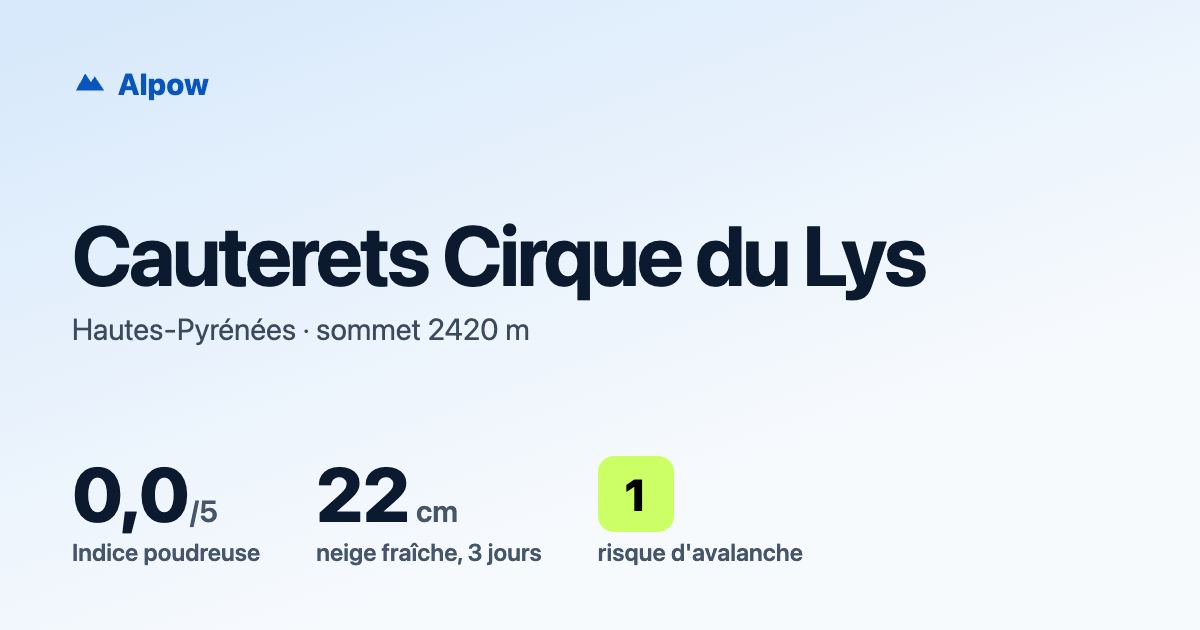 Alpow
Cauterets Cirque du Lys
Hautes-Pyrénées · sommet 2420 m
0,0/5
Indice poudreuse
22 cm
neige fraîche, 3 jours
1
risque d'avalanche